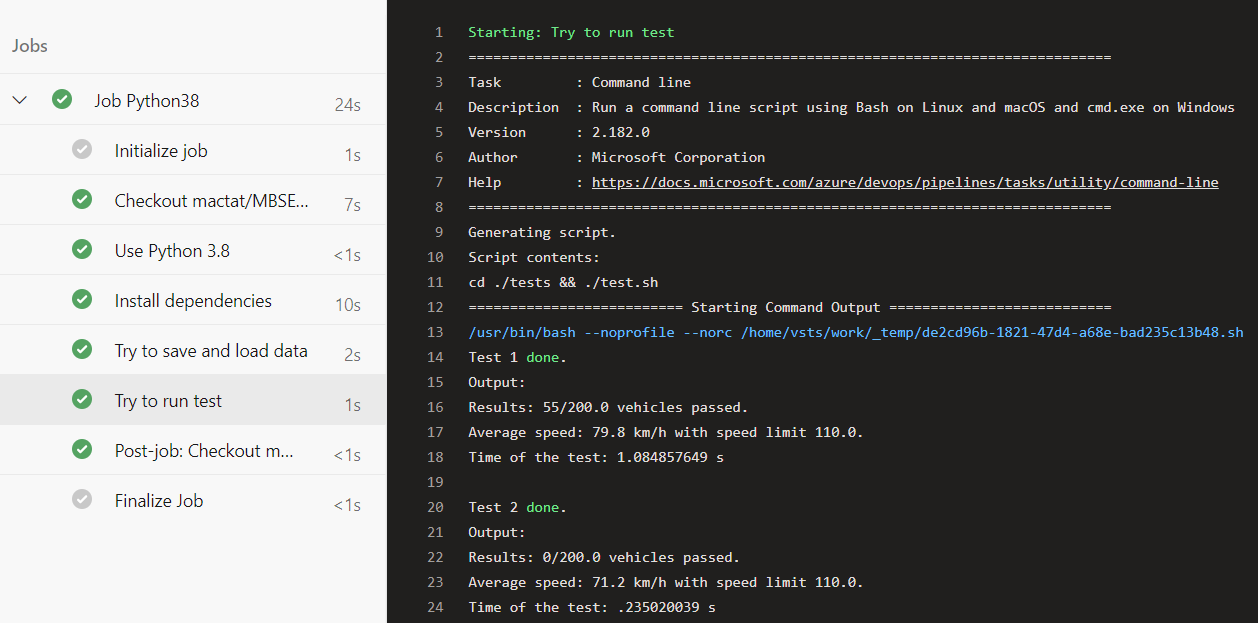 Jobs
Job Python38 24s
Initialize job 1s
Checkout mactat/MBSE... 7s
Use Python 3.8 <1s
Install dependencies 10s
Try to save and load data 2s
Try to run test 1s
Post-job: Checkout m... <1s
Finalize Job <1s
1 Starting: Try to run test
2 ==============================================================================
3 Task         : Command line
4 Description  : Run a command line script using Bash on Linux and macOS and cmd.exe on Windows
5 Version      : 2.182.0
6 Author       : Microsoft Corporation
7 Help         : https://docs.microsoft.com/azure/devops/pipelines/tasks/utility/command-line
8 ==============================================================================
9 Generating script.
10 Script contents:
11 cd ./tests && ./test.sh
12 ========================== Starting Command Output ===========================
13 /usr/bin/bash --noprofile --norc /home/vsts/work/_temp/de2cd96b-1821-47d4-a68e-bad235c13b48.sh
14 Test 1 done.
15 Output:
16 Results: 55/200.0 vehicles passed.
17 Average speed: 79.8 km/h with speed limit 110.0.
18 Time of the test: 1.084857649 s
19
20 Test 2 done.
21 Output:
22 Results: 0/200.0 vehicles passed.
23 Average speed: 71.2 km/h with speed limit 110.0.
24 Time of the test: .235020039 s